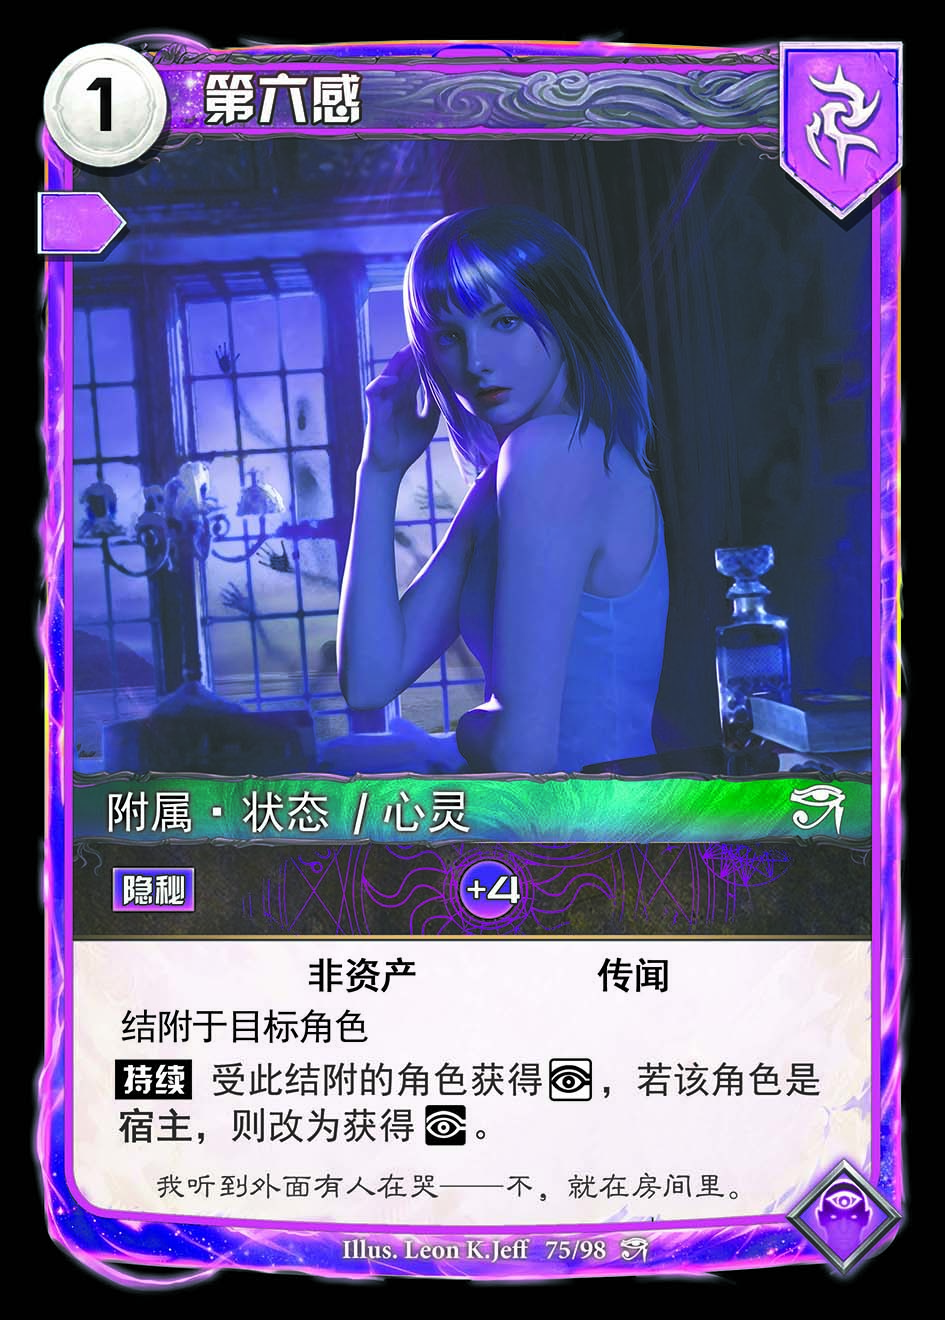 1
第六感
附属·状态 /心灵
隐秘
+4
非资产 传闻
结附于目标角色
持续 受此结附的角色获得 ,若该角色是
宿主,则改为获得 。
我听到外面有人在哭——不,就在房间里。
Illus. Leon K.Jeff 75/98